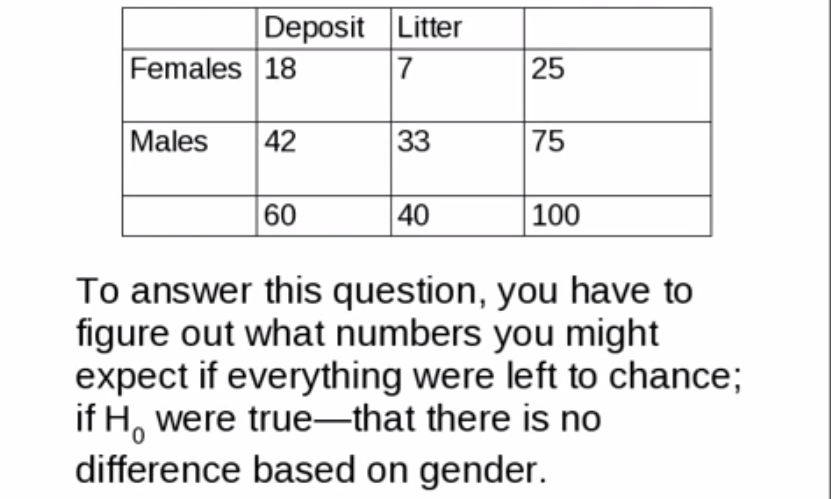 Deposit Litter
Females 18 7 25
Males 42 33 75
60 40 100
To answer this question, you have to
figure out what numbers you might
expect if everything were left to chance;
if H₀ were true—that there is no
difference based on gender.